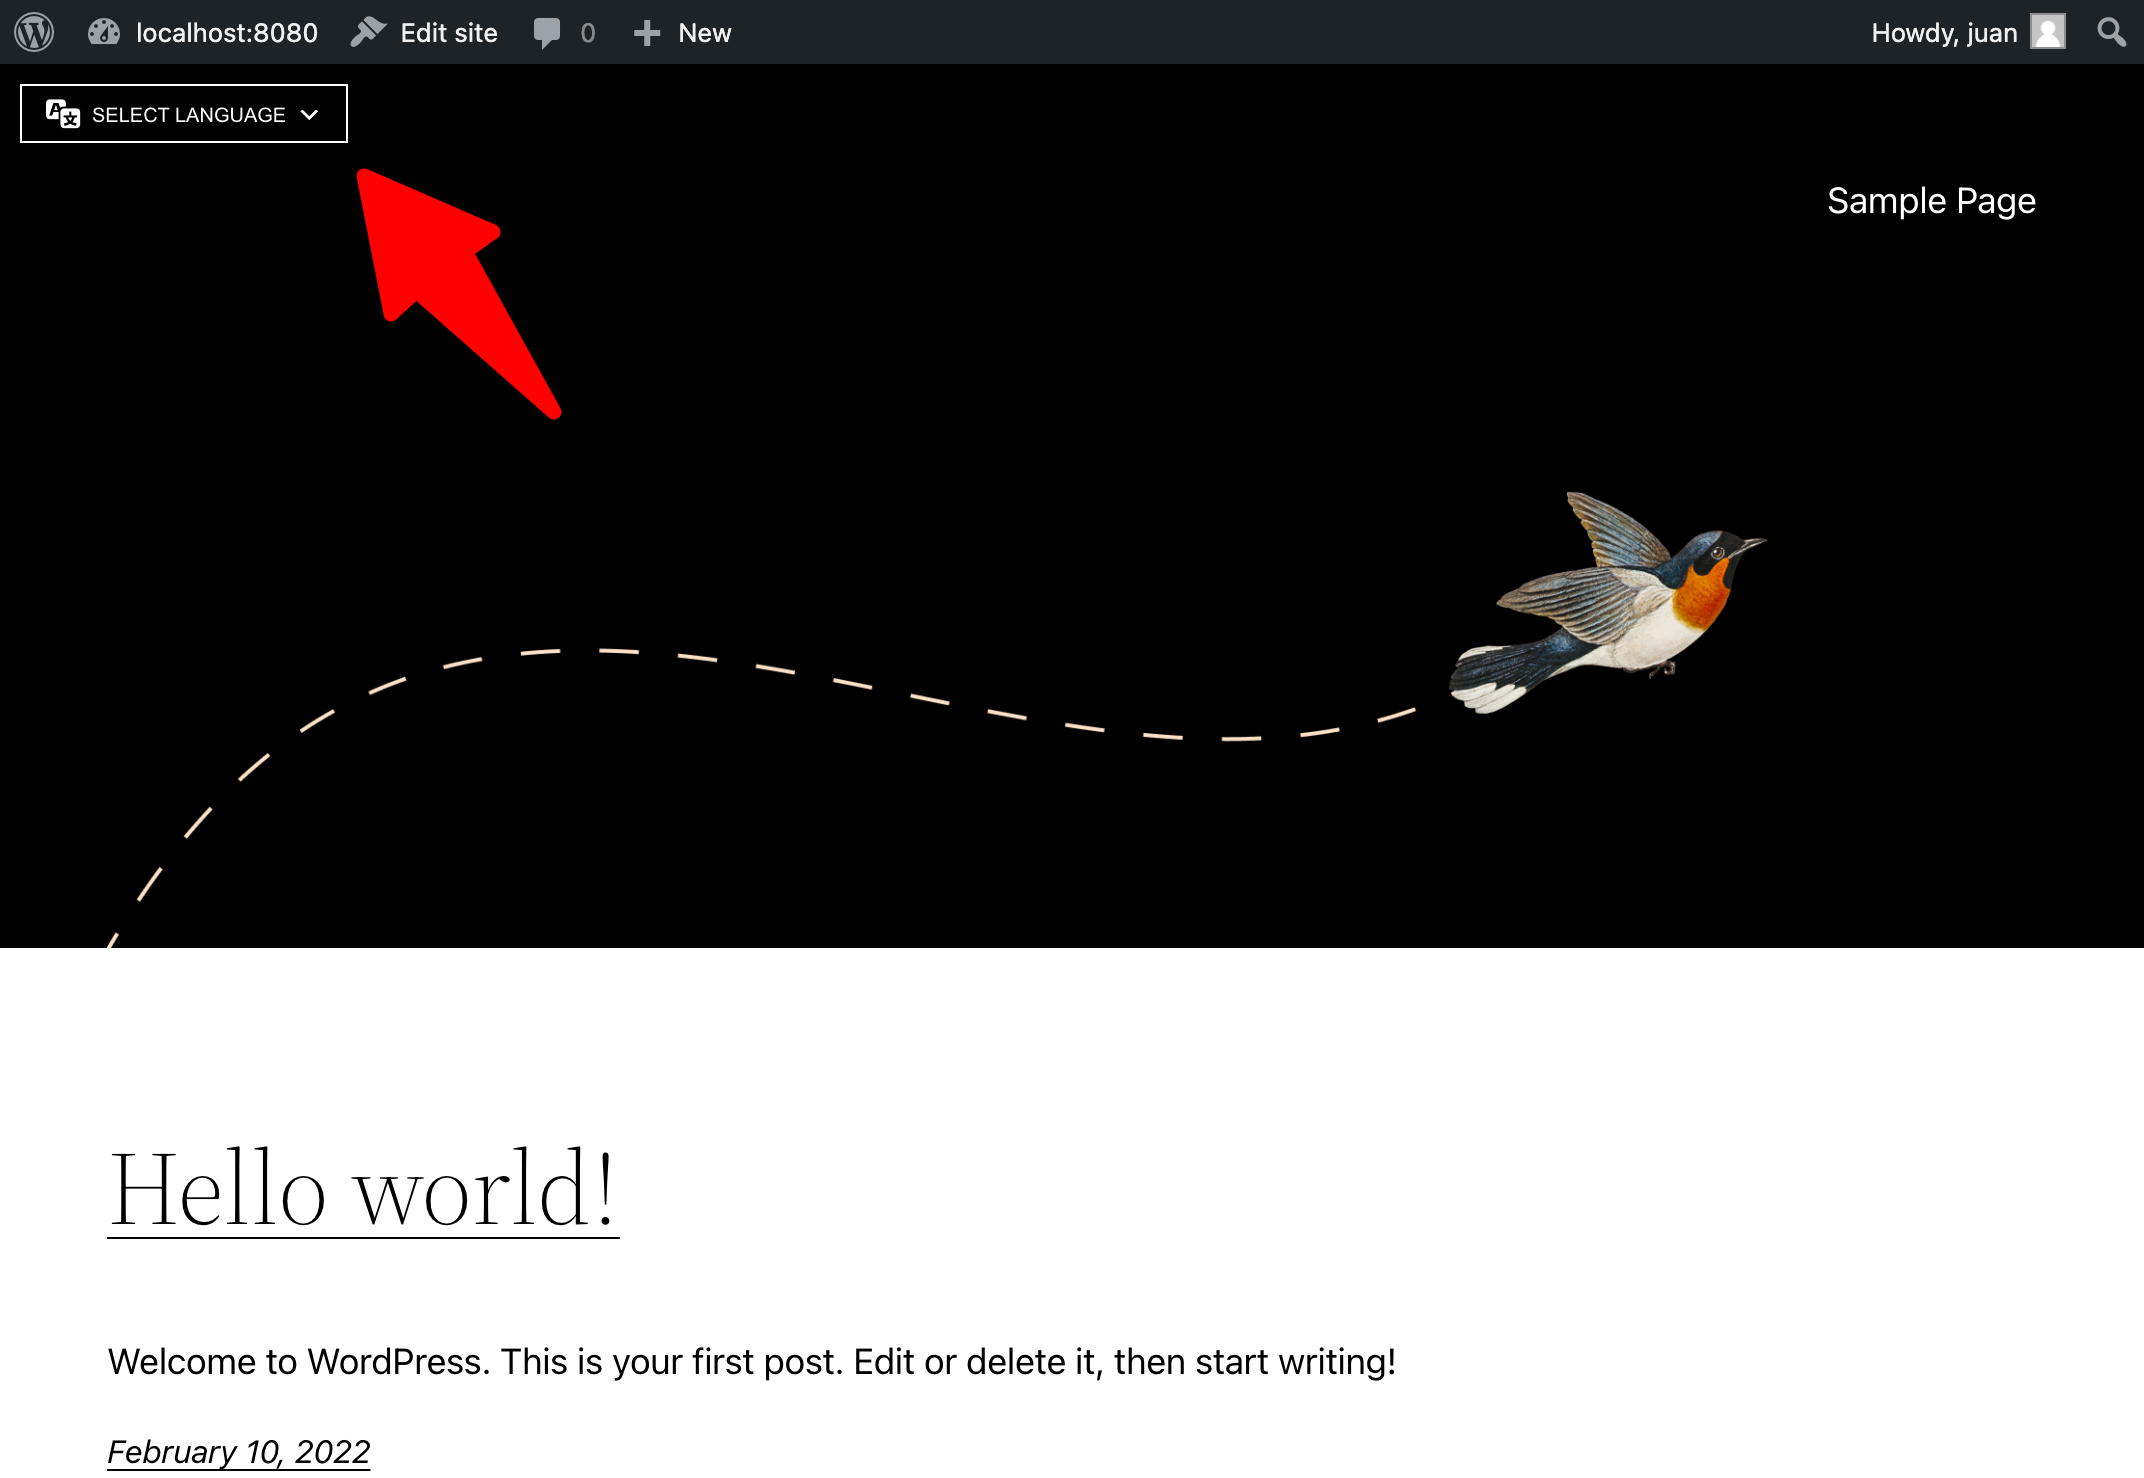 localhost:8080 Edit site 0 New Howdy, juan
SELECT LANGUAGE
Sample Page
Hello world!
Welcome to WordPress. This is your first post. Edit or delete it, then start writing!
February 10, 2022